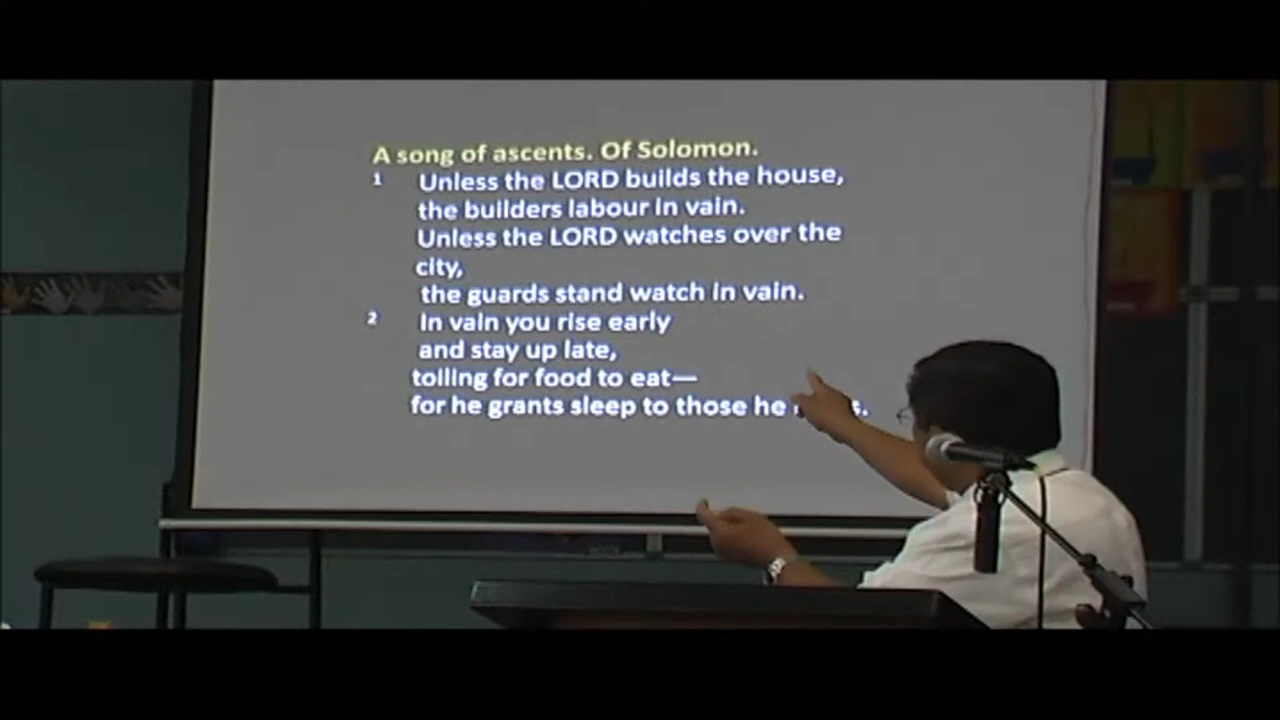 A song of ascents. Of Solomon.
1 Unless the LORD builds the house,
the builders labour in vain.
Unless the LORD watches over the
city,
the guards stand watch in vain.
2 In vain you rise early
and stay up late,
toiling for food to eat—
for he grants sleep to those he